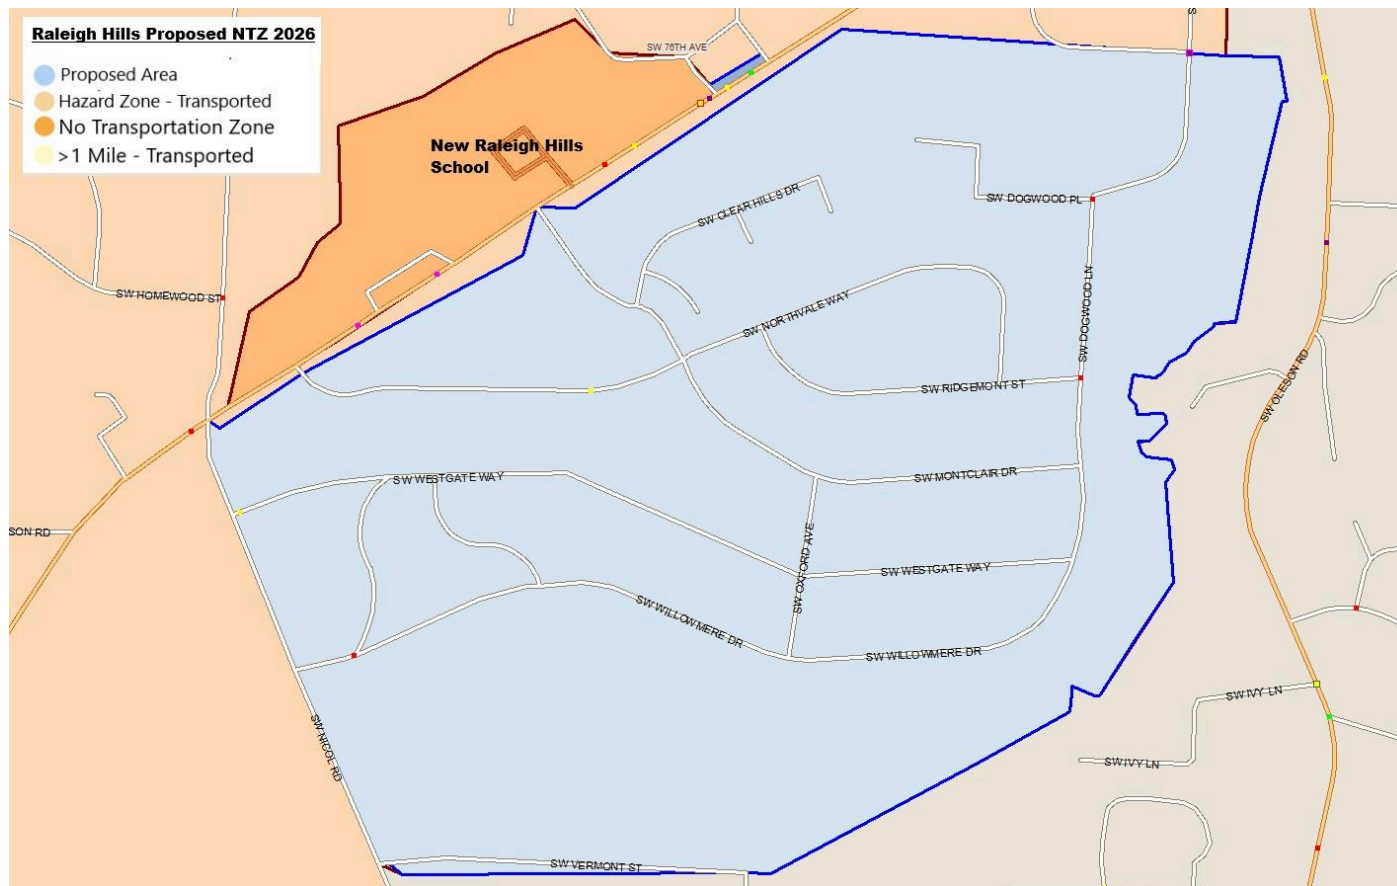 Raleigh Hills Proposed NTZ 2026
Proposed Area
Hazard Zone - Transported
No Transportation Zone
>1 Mile - Transported
S
SW 76TH AVE
New Raleigh Hills
School
SW CLEAR HILLS DR
SW DOGWOOD PL
SW HOMEWOOD ST
SW DOGWOOD LN
SW NORTHVALE WAY
SW RIDGEMONT ST
SW OLESON RD
SW WESTGATE WAY
SW MONTCLAIR DR
SON RD
SW OXFORD AVE
SW WESTGATE WAY
SW WILLOWMERE DR
SW WILLOWMERE DR
SW IVY LN
SW NICOL RD
SW IVY LN
SW VERMONT ST